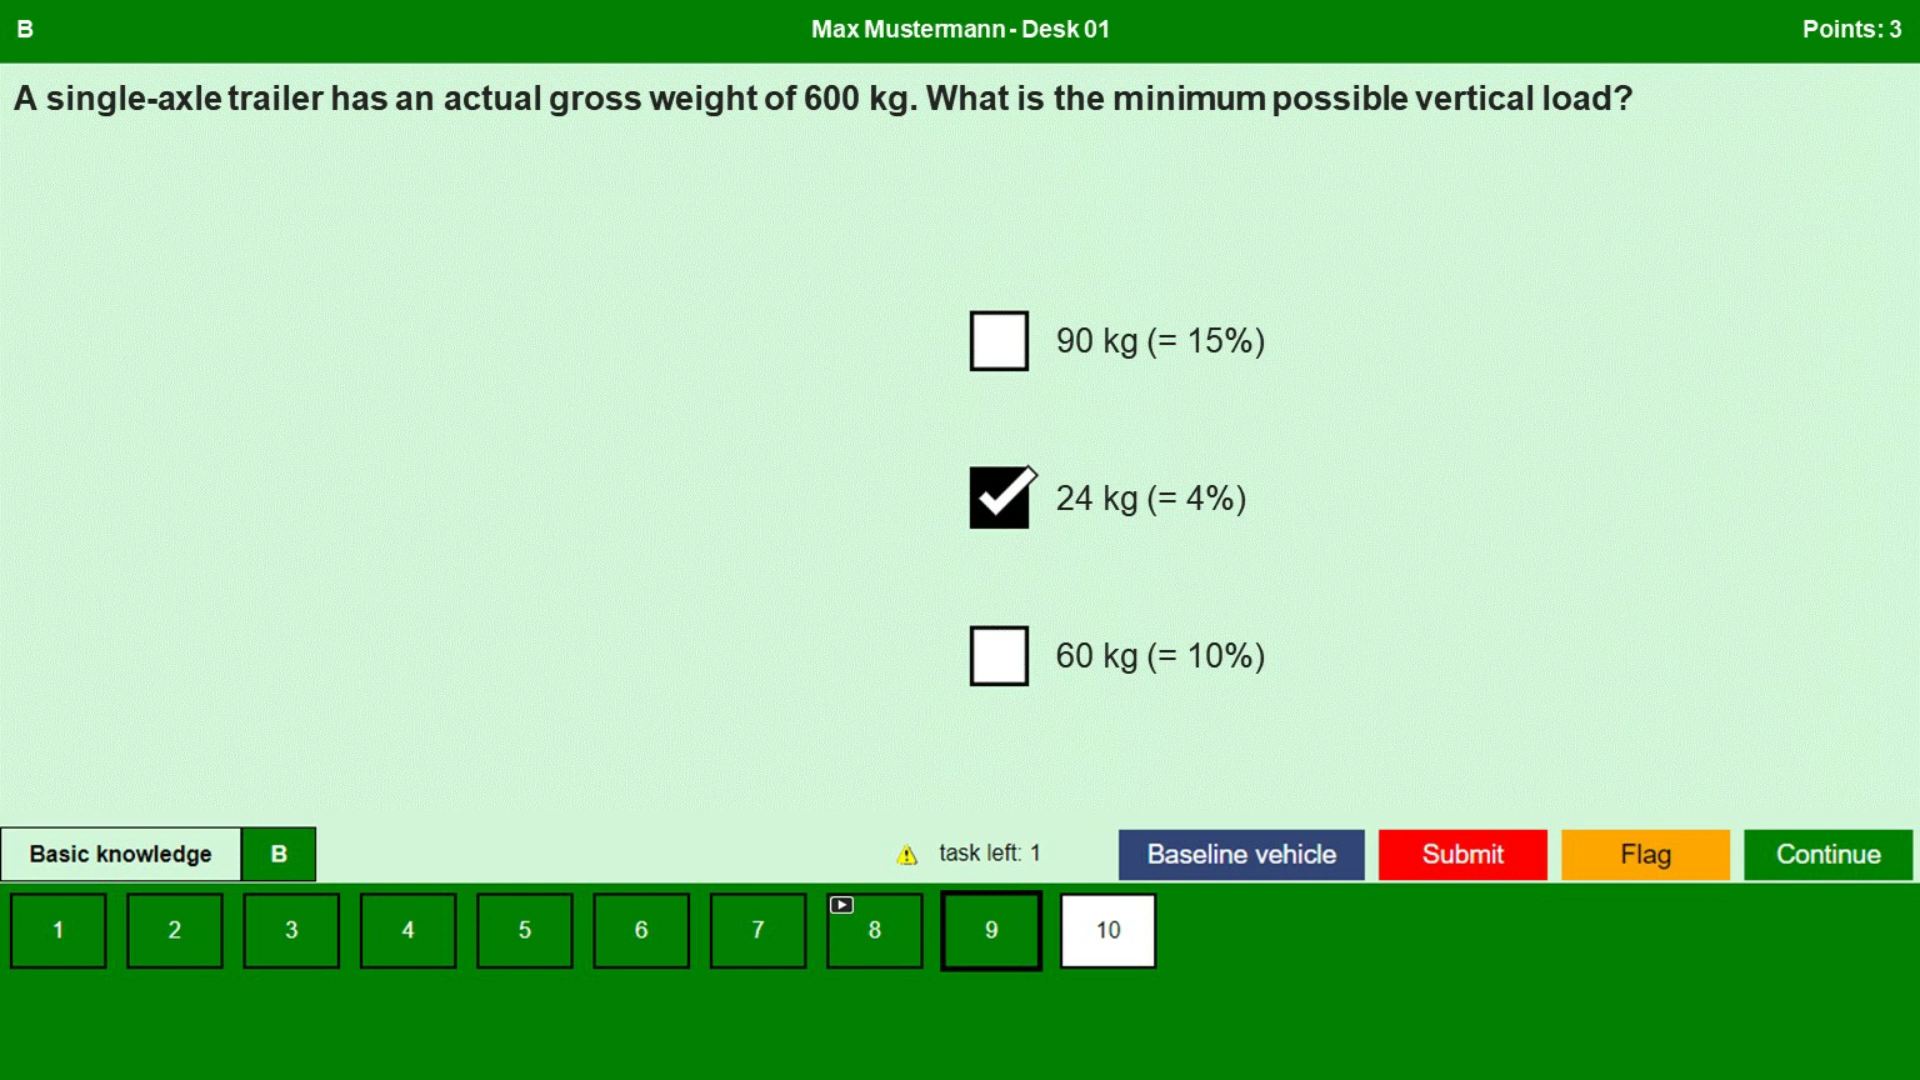 B
Max Mustermann - Desk 01
Points: 3
A single-axle trailer has an actual gross weight of 600 kg. What is the minimum possible vertical load?
90 kg (= 15%)
24 kg (= 4%)
60 kg (= 10%)
Basic knowledge
B
task left: 1
Baseline vehicle
Submit
Flag
Continue
1
2
3
4
5
6
7
8
9
10